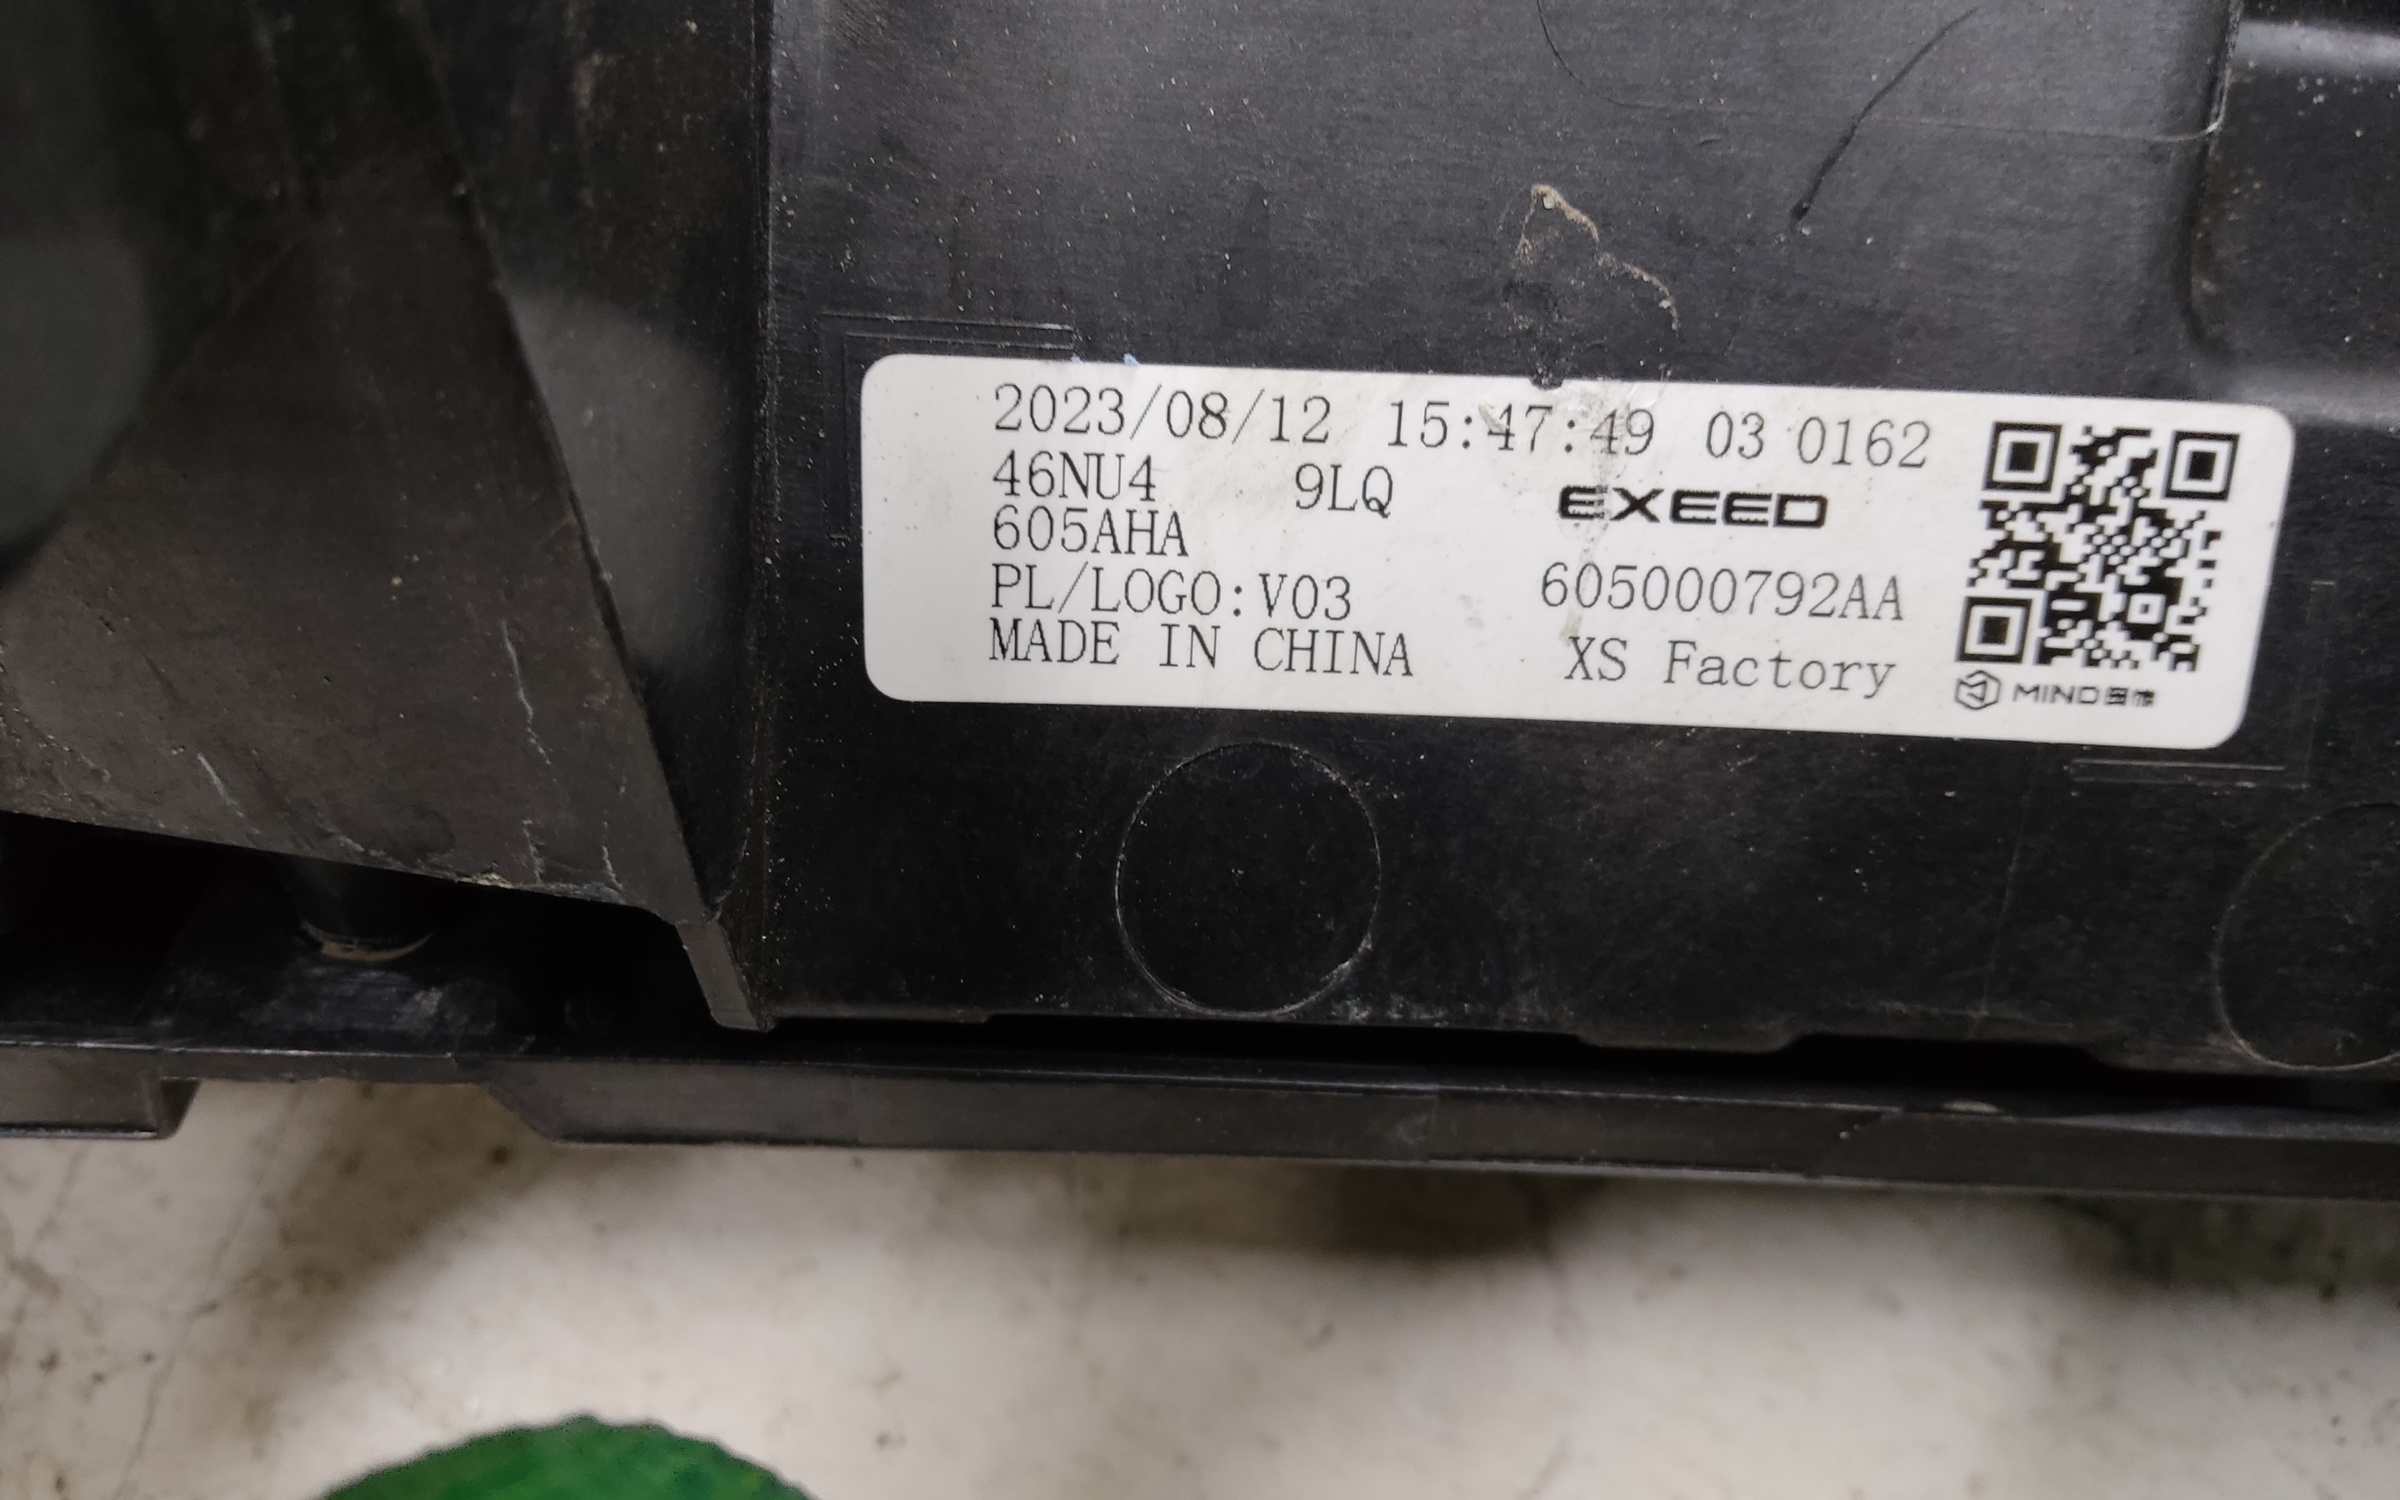 2023/08/12 15:47:49 03 0162
46NU4 9LQ
EXEED
605AHA
PL/LOGO:V03 605000792AA
MADE IN CHINA XS Factory
MIND